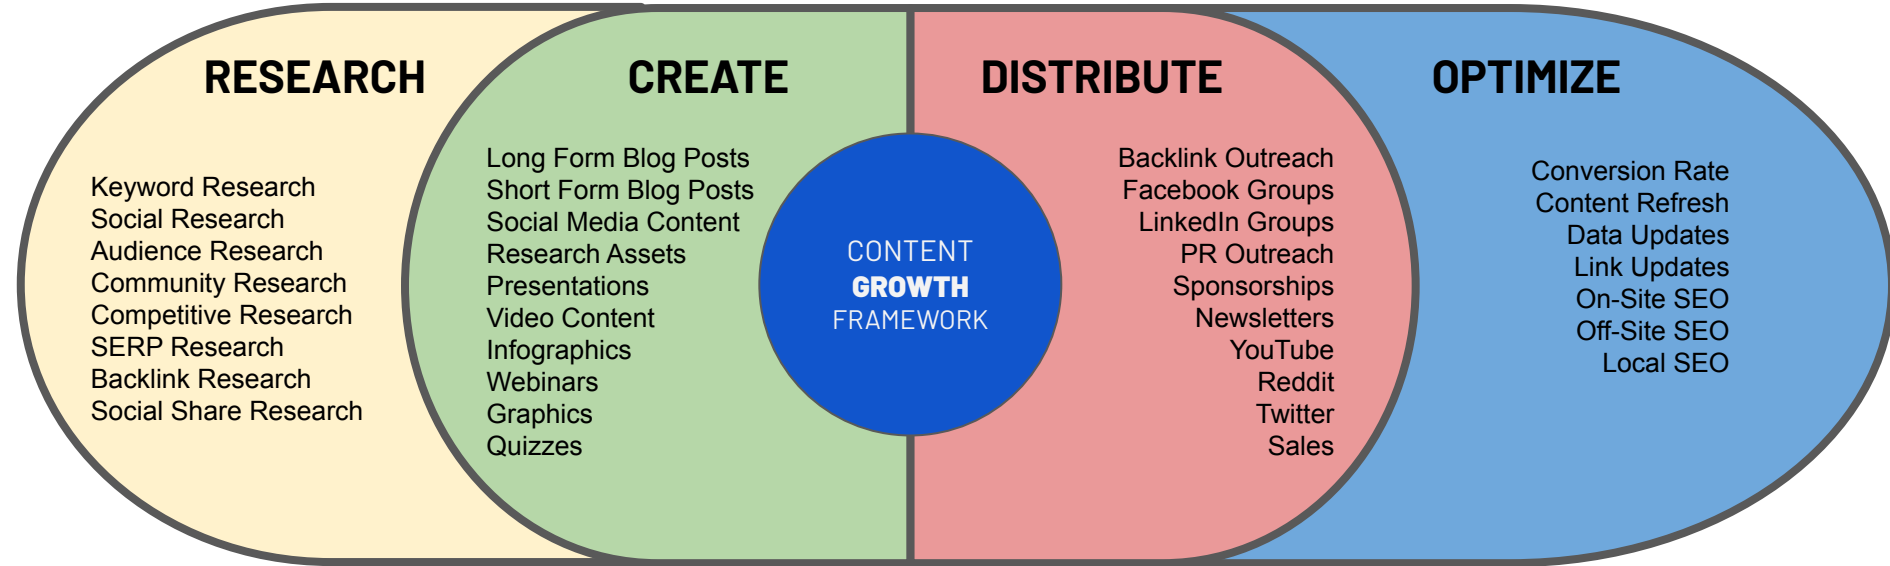 RESEARCH
Keyword Research
Social Research
Audience Research
Community Research
Competitive Research
SERP Research
Backlink Research
Social Share Research
CREATE
Long Form Blog Posts
Short Form Blog Posts
Social Media Content
Research Assets
Presentations
Video Content
Infographics
Webinars
Graphics
Quizzes
CONTENT
GROWTH
FRAMEWORK
DISTRIBUTE
Backlink Outreach
Facebook Groups
LinkedIn Groups
PR Outreach
Sponsorships
Newsletters
YouTube
Reddit
Twitter
Sales
OPTIMIZE
Conversion Rate
Content Refresh
Data Updates
Link Updates
On-Site SEO
Off-Site SEO
Local SEO